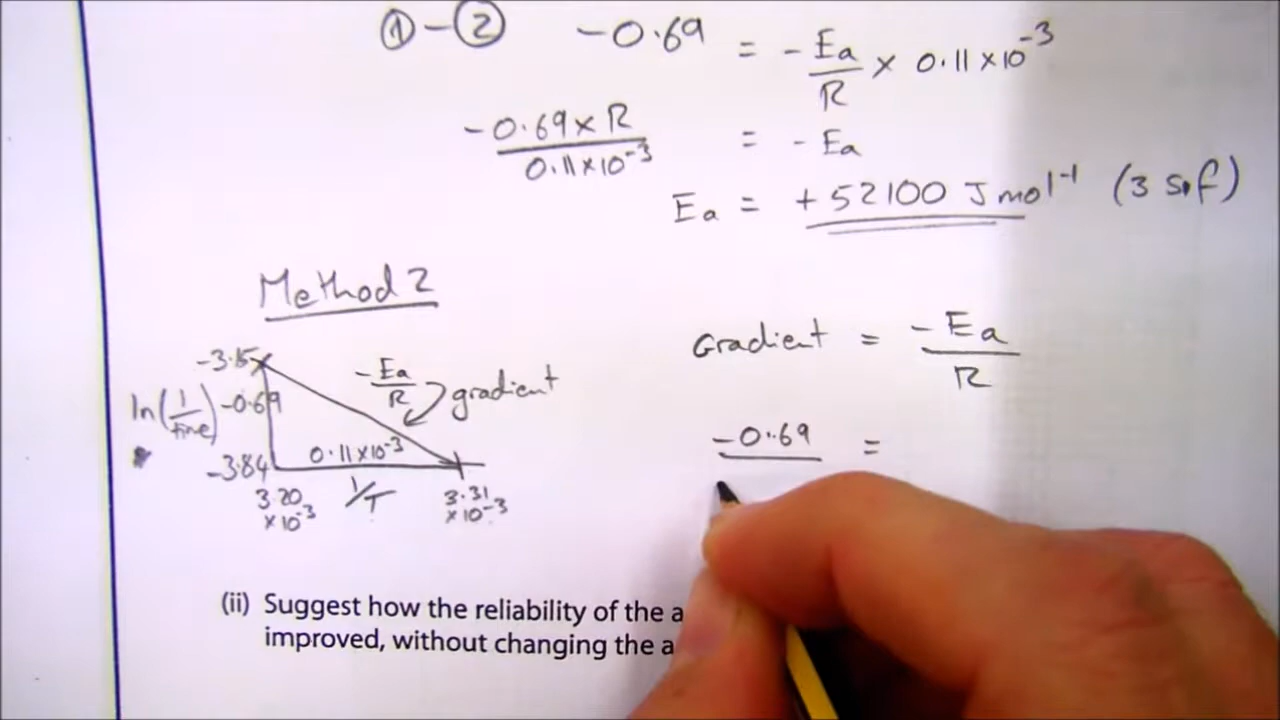 ① - ② -0.69 = - Ea/R × 0.11×10⁻³
-0.69 × R / 0.11×10⁻³ = - Ea
Ea = +52100 J mol⁻¹ (3 s.f)
Method 2
Gradient = -Ea/R
-3.15
-Ea/R gradient
ln(1/time) -0.69
0.11×10⁻³
-3.84
3.20 ×10⁻³ 1/T 3.31 ×10⁻³
-0.69 =
(ii) Suggest how the reliability of the a
improved, without changing the a